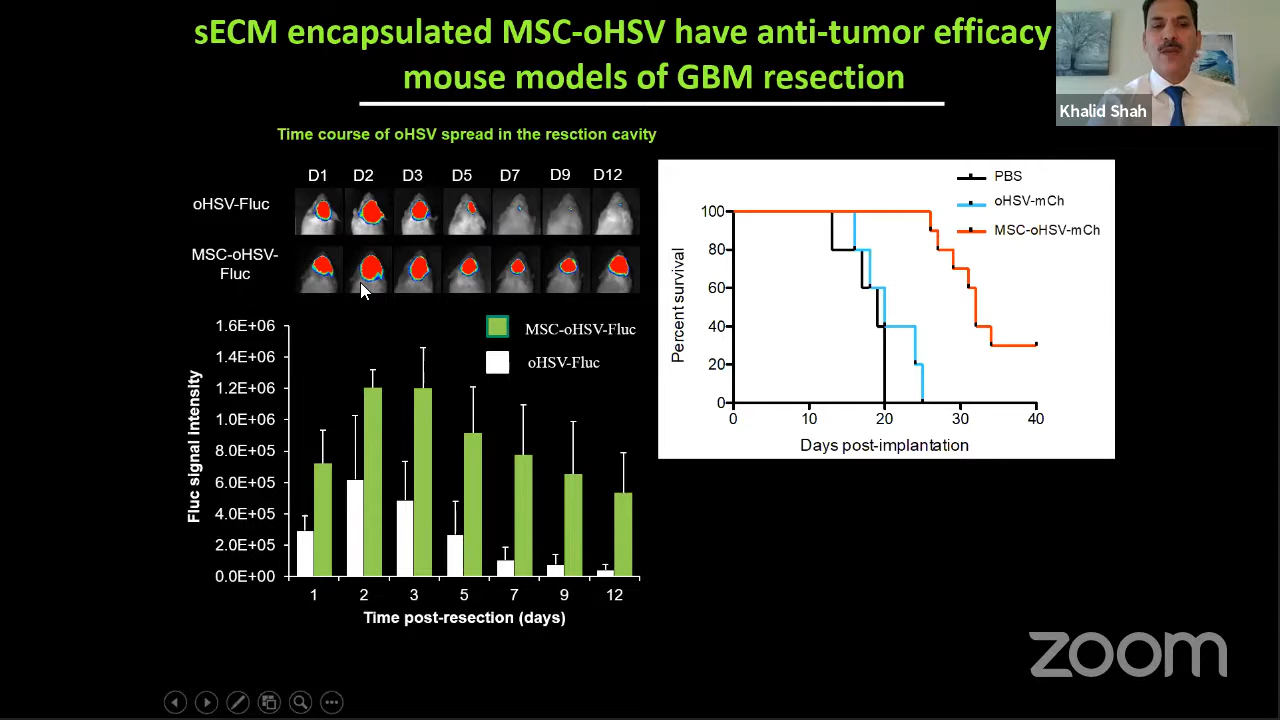 sECM encapsulated MSC-oHSV have anti-tumor efficacy
mouse models of GBM resection
Khalid Shah
Time course of oHSV spread in the resction cavity
D1 D2 D3 D5 D7 D9 D12
oHSV-Fluc
MSC-oHSV-
Fluc
1.6E+06
1.4E+06
1.2E+06
1.0E+06
8.0E+05
6.0E+05
4.0E+05
2.0E+05
0.0E+00
Fluc signal intensity
MSC-oHSV-Fluc
oHSV-Fluc
1 2 3 5 7 9 12
Time post-resection (days)
PBS
oHSV-mCh
MSC-oHSV-mCh
100
80
60
40
20
0
Percent survival
0 10 20 30 40
Days post-implantation
zoom